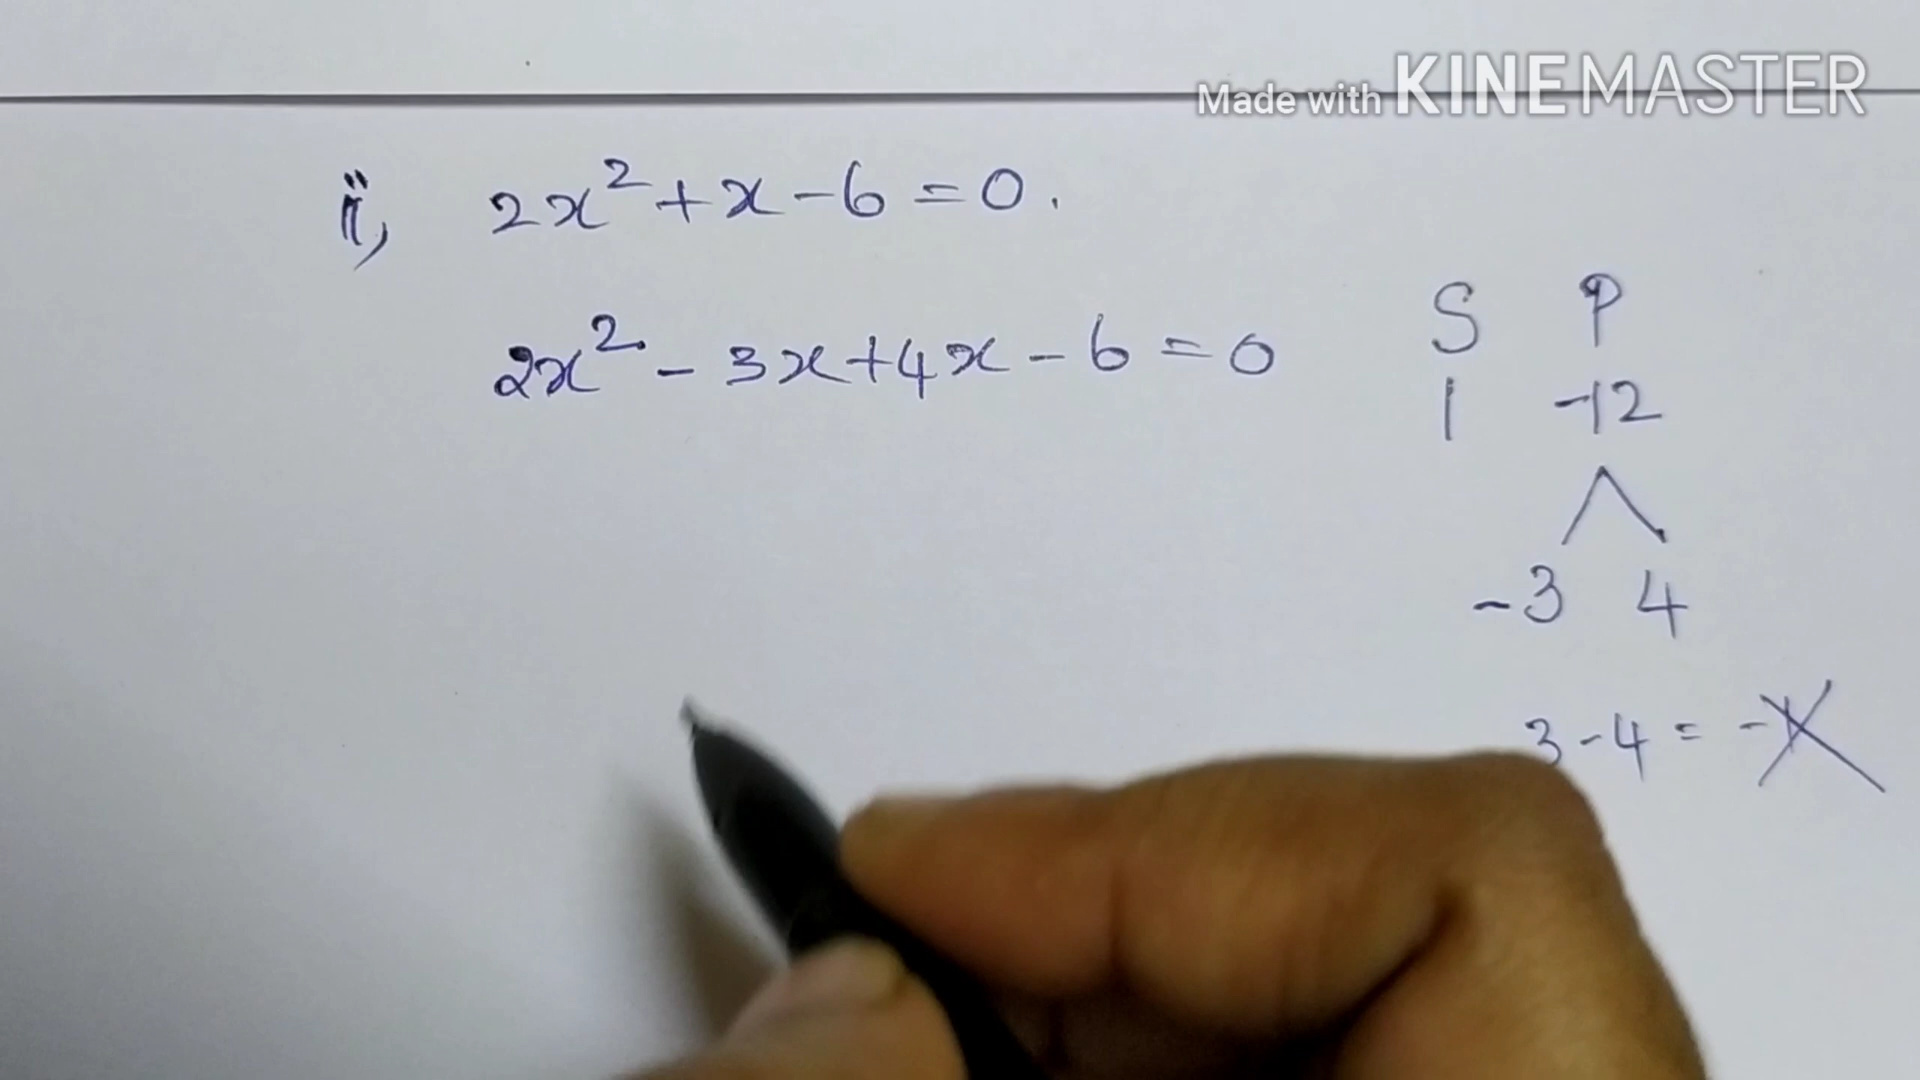 Made with KINEMASTER
ii, 2x² + x - 6 = 0.
2x² - 3x + 4x - 6 = 0
S P
1 -12
-3 4
3 - 4 = -1